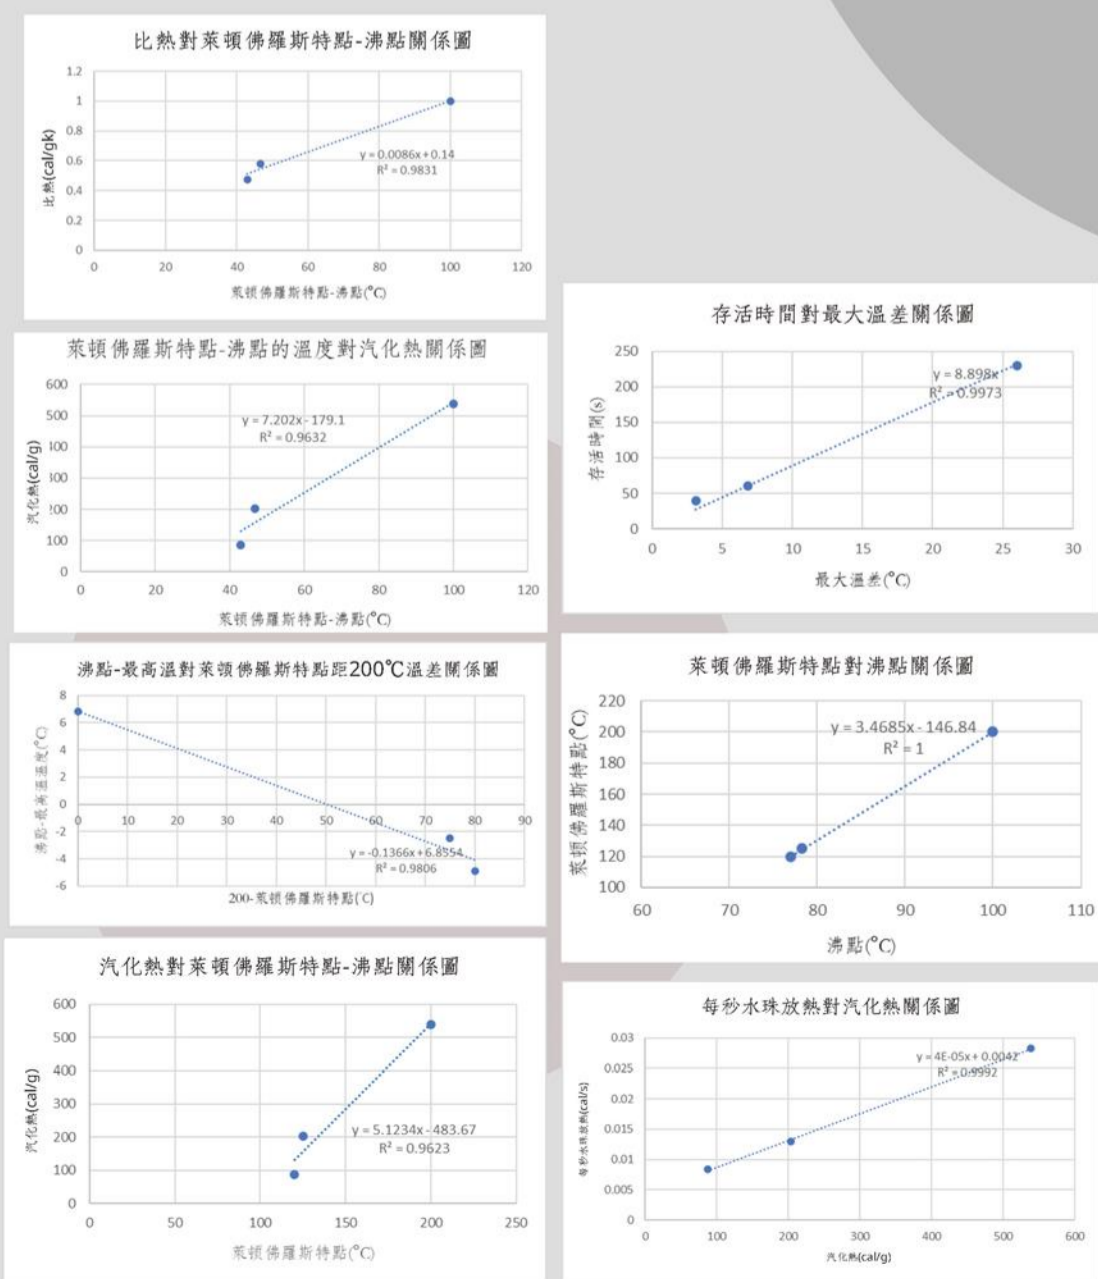 比熱對萊頓佛羅斯特點-沸點關係圖
1.2
1
0.8
0.6
0.4
0.2
0
比熱(cal/gk)
y = 0.0086x + 0.14
R² = 0.9831
0 20 40 60 80 100 120
萊頓佛羅斯特點-沸點(°C)
萊頓佛羅斯特點-沸點的溫度對汽化熱關係圖
600
500
400
300
200
100
0
汽化熱(cal/g)
y = 7.202x - 179.1
R² = 0.9632
0 20 40 60 80 100 120
萊頓佛羅斯特點-沸點(°C)
沸點-最高溫對萊頓佛羅斯特點距200℃溫差關係圖
8
6
4
2
0
-2
-4
-6
沸點-最高溫溫度(°C)
0 10 20 30 40 50 60 70 80 90
y = -0.1366x + 6.8554
R² = 0.9806
200-萊頓佛羅斯特點(°C)
汽化熱對萊頓佛羅斯特點-沸點關係圖
600
500
400
300
200
100
0
汽化熱(cal/g)
y = 5.1234x - 483.67
R² = 0.9623
0 50 100 150 200 250
萊頓佛羅斯特點(°C)
存活時間對最大溫差關係圖
250
200
150
100
50
0
存活時間(s)
y = 8.898x
R² = 0.9973
0 5 10 15 20 25 30
最大溫差(°C)
萊頓佛羅斯特點對沸點關係圖
220
200
180
160
140
120
100
萊頓佛羅斯特點(°C)
y = 3.4685x - 146.84
R² = 1
60 70 80 90 100 110
沸點(°C)
每秒水珠放熱對汽化熱關係圖
0.03
0.025
0.02
0.015
0.01
0.005
0
每秒水珠放熱(cal/s)
y = 4E-05x + 0.0042
R² = 0.9992
0 100 200 300 400 500 600
汽化熱(cal/g)